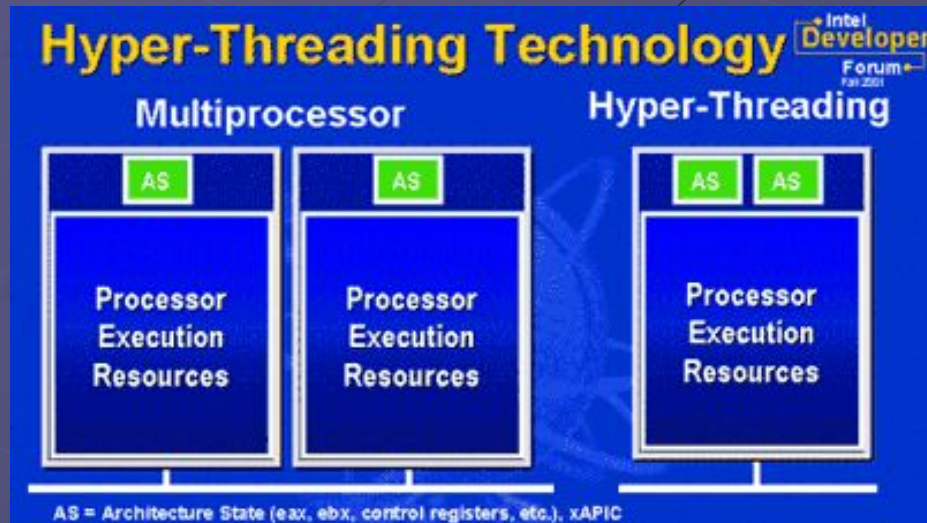 Hyper-Threading Technology
Intel
Developer
Forum
Fall 2001
Multiprocessor
Hyper-Threading
AS
AS
AS
AS
Processor
Execution
Resources
Processor
Execution
Resources
Processor
Execution
Resources
AS = Architecture State (eax, ebx, control registers, etc.), xAPIC